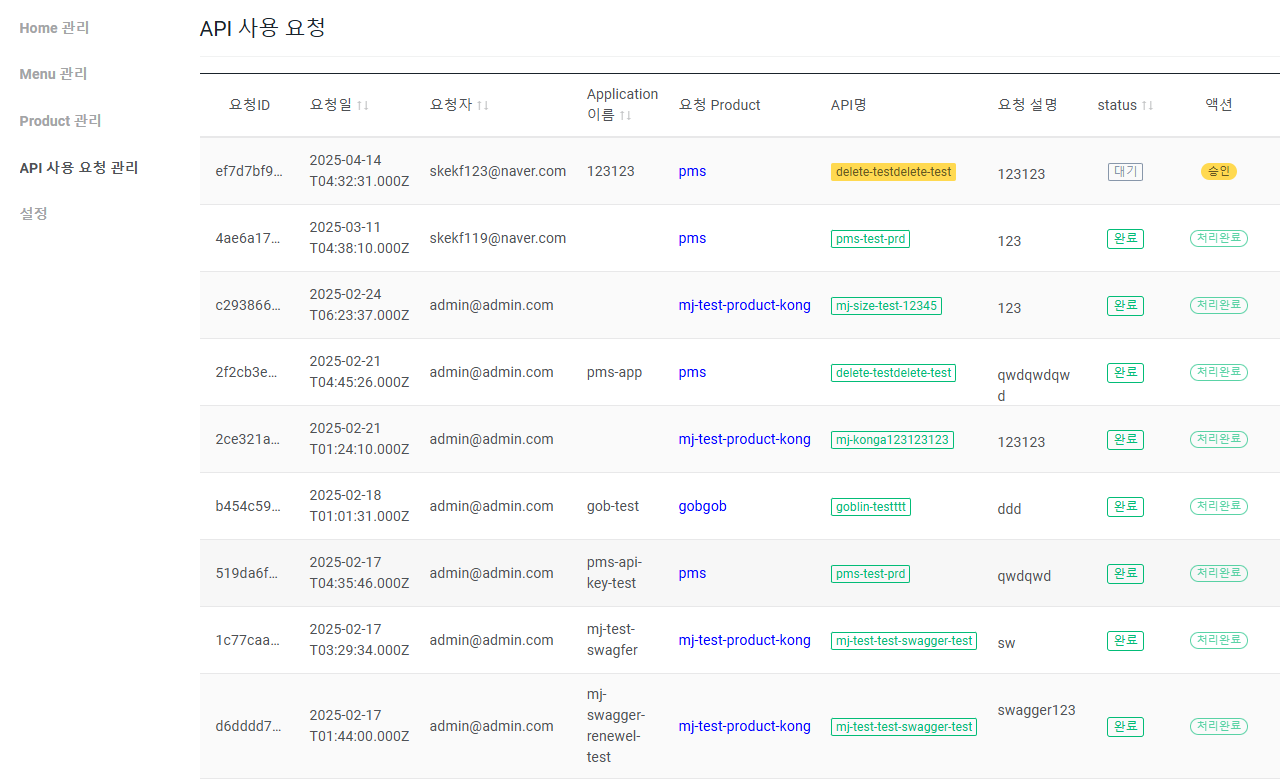 Home 관리
Menu 관리
Product 관리
API 사용 요청 관리
설정
API 사용 요청
요청ID 요청일 ↑↓ 요청자 ↑↓ Application 이름 ↑↓ 요청 Product API명 요청 설명 status ↑↓ 액션
ef7d7bf9... 2025-04-14 T04:32:31.000Z skekf123@naver.com 123123 pms delete-testdelete-test 123123 대기 승인
4ae6a17... 2025-03-11 T04:38:10.000Z skekf119@naver.com pms pms-test-prd 123 완료 처리완료
c293866... 2025-02-24 T06:23:37.000Z admin@admin.com mj-test-product-kong mj-size-test-12345 123 완료 처리완료
2f2cb3e... 2025-02-21 T04:45:26.000Z admin@admin.com pms-app pms delete-testdelete-test qwdqwdqwd 완료 처리완료
2ce321a... 2025-02-21 T01:24:10.000Z admin@admin.com mj-test-product-kong mj-konga123123123 123123 완료 처리완료
b454c59... 2025-02-18 T01:01:31.000Z admin@admin.com gob-test gobgob goblin-testttt ddd 완료 처리완료
519da6f... 2025-02-17 T04:35:46.000Z admin@admin.com pms-api-key-test pms pms-test-prd qwdqwd 완료 처리완료
1c77caa... 2025-02-17 T03:29:34.000Z admin@admin.com mj-test-swagfer mj-test-product-kong mj-test-test-swagger-test sw 완료 처리완료
d6dddd7... 2025-02-17 T01:44:00.000Z admin@admin.com mj-swagger-renewel-test mj-test-product-kong mj-test-test-swagger-test swagger123 완료 처리완료